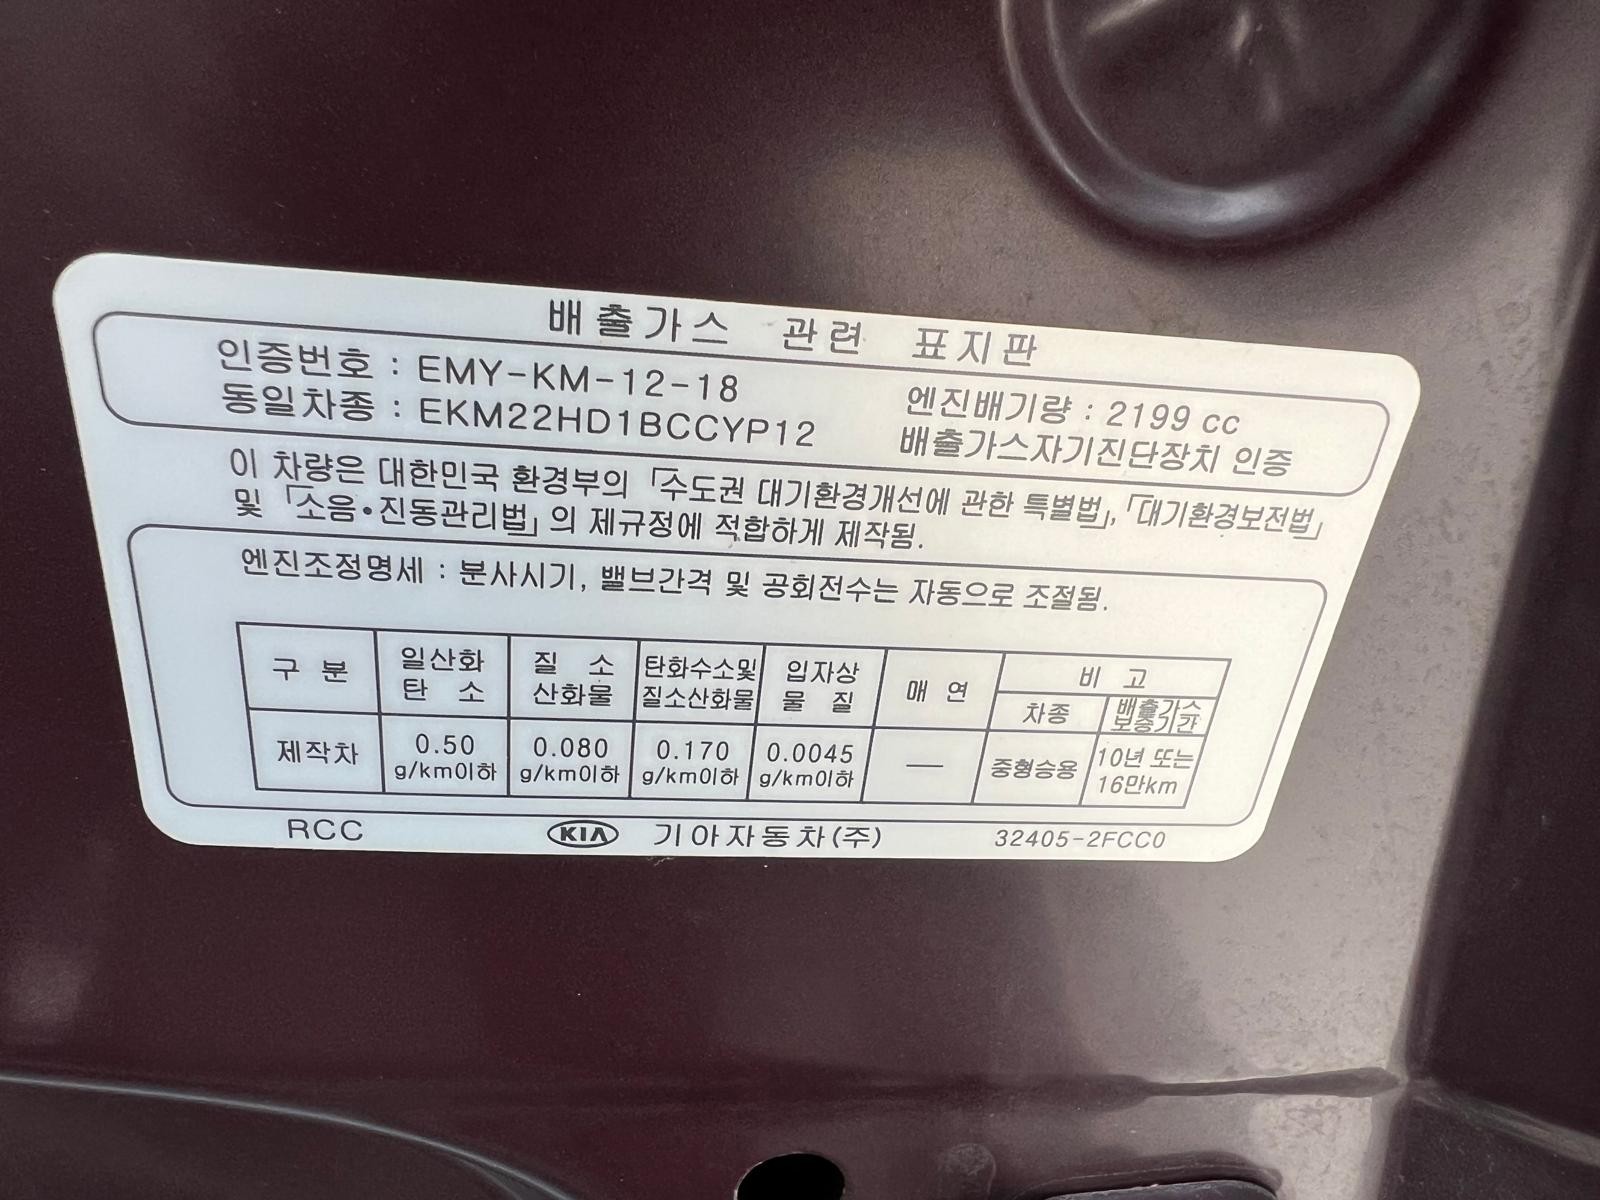 배출가스 관련 표지판
인증번호 : EMY-KM-12-18 엔진배기량 : 2199 cc
동일차종 : EKM22HD1BCCYP12 배출가스자기진단장치 인증
이 차량은 대한민국 환경부의 「수도권 대기환경개선에 관한 특별법」, 「대기환경보전법」
및 「소음•진동관리법」의 제규정에 적합하게 제작됨.
엔진조정명세 : 분사시기, 밸브간격 및 공회전수는 자동으로 조절됨.
구 분 일산화 탄 소 질 소 산화물 탄화수소및 질소산화물 입자상 물 질 매 연 비 고
차종 배출가스 보증기간
제작차 0.50 g/km이하 0.080 g/km이하 0.170 g/km이하 0.0045 g/km이하 — 중형승용 10년 또는 16만km
RCC KIA 기아자동차(주) 32405-2FCC0